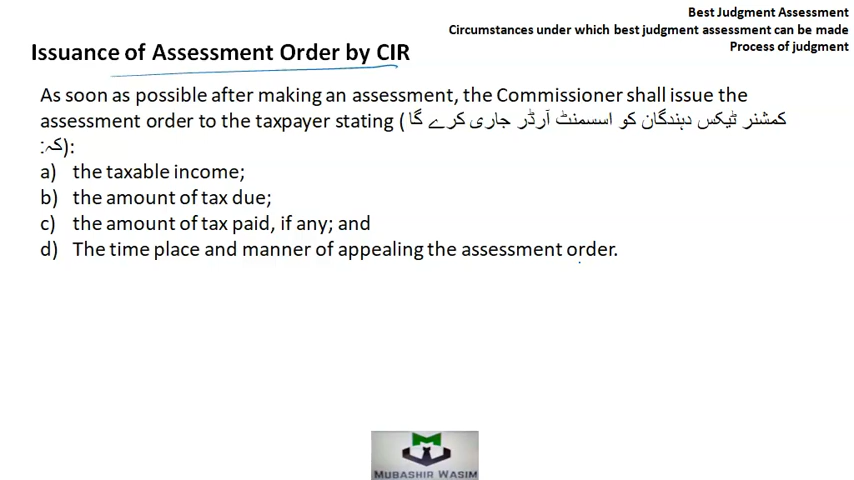 Best Judgment Assessment
Circumstances under which best judgment assessment can be made
Process of judgment
Issuance of Assessment Order by CIR
As soon as possible after making an assessment, the Commissioner shall issue the
assessment order to the taxpayer stating (کمشنر ٹیکس دہندگان کو اسسمنٹ آرڈر جاری کرے گا
کہ:):
a) the taxable income;
b) the amount of tax due;
c) the amount of tax paid, if any; and
d) The time place and manner of appealing the assessment order.
MUBASHIR WASIM